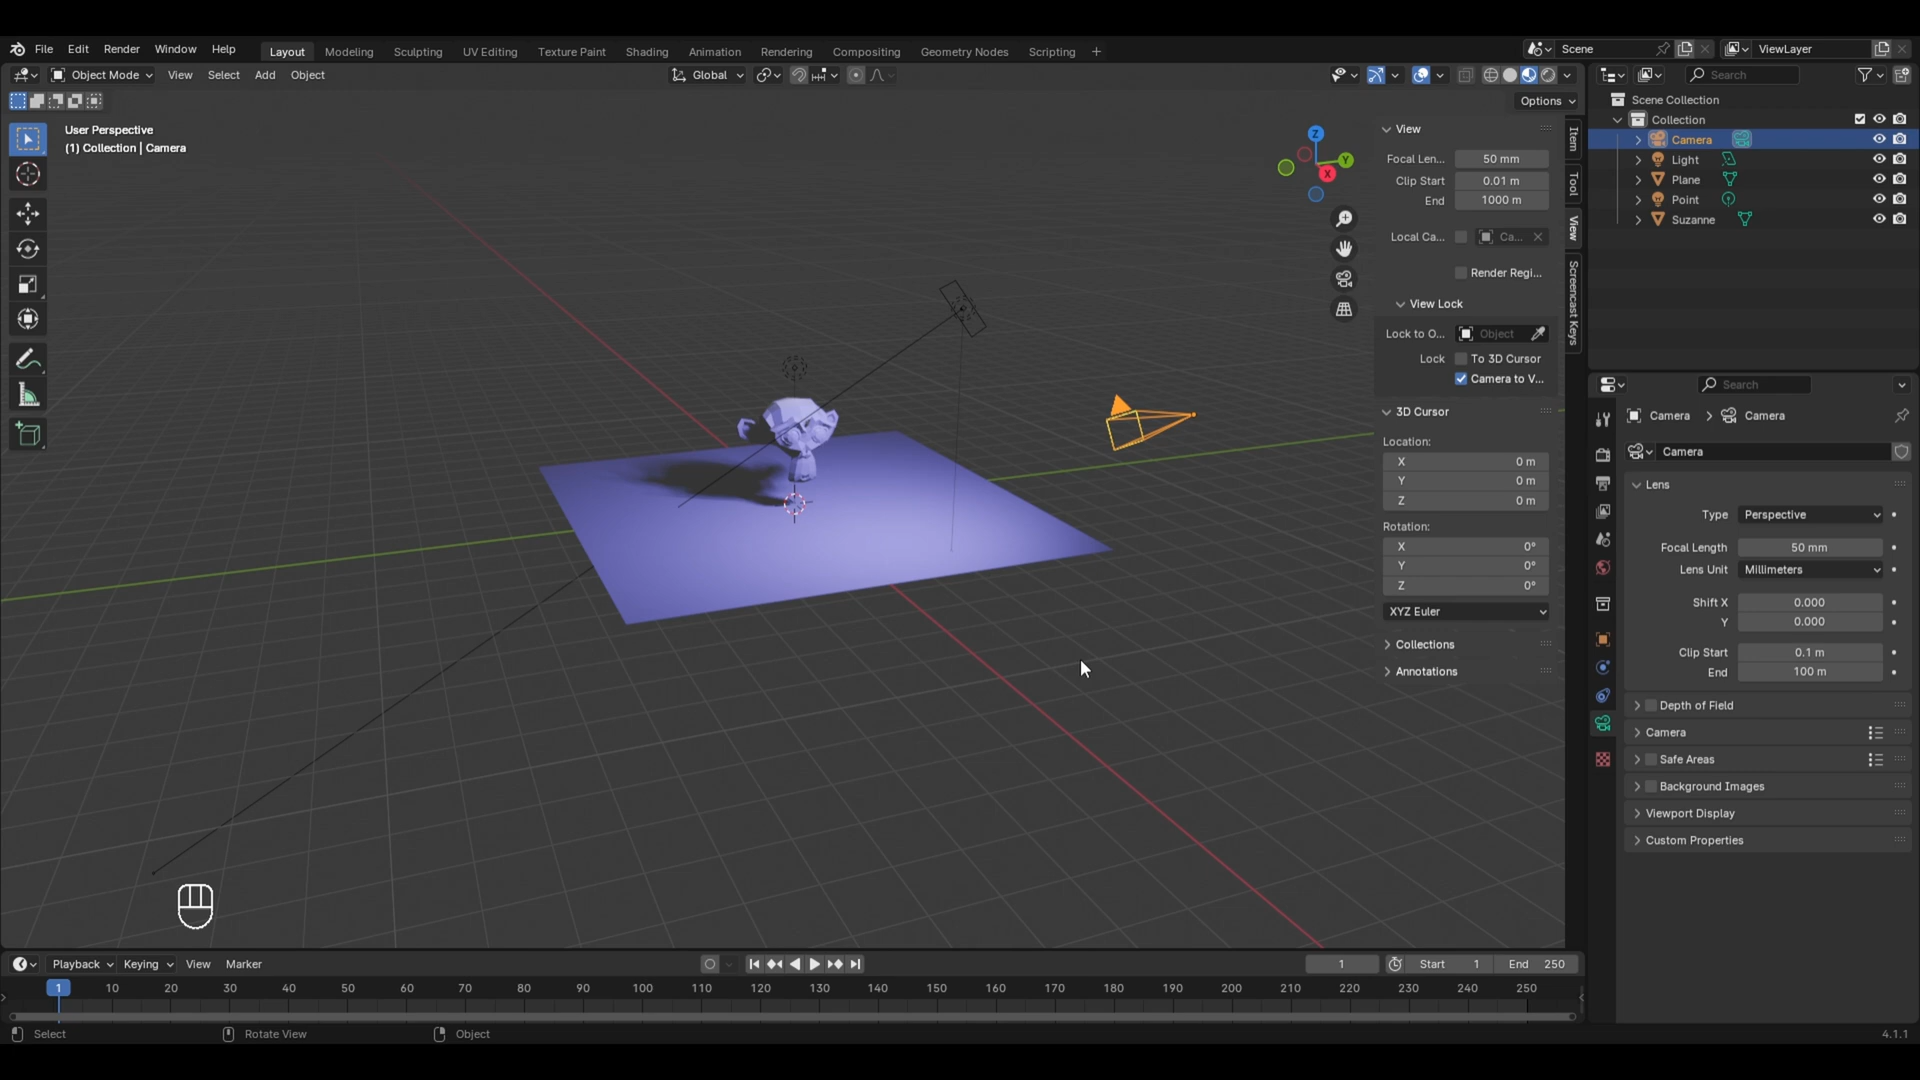 File Edit Render Window Help Layout Modeling Sculpting UV Editing Texture Paint Shading Animation Rendering Compositing Geometry Nodes Scripting + Scene ViewLayer
Object Mode View Select Add Object Global Search
Options
User Perspective
(1) Collection | Camera
Z
Y
X
View
Focal Len... 50 mm
Clip Start 0.01 m
End 1000 m
Local Ca... Ca...
Render Regi...
View Lock
Lock to O... Object
Lock To 3D Cursor
Camera to V...
3D Cursor
Location:
X 0 m
Y 0 m
Z 0 m
Rotation:
X 0°
Y 0°
Z 0°
XYZ Euler
Collections
Annotations
Item
Tool
View
Screencast Keys
Scene Collection
Collection
Camera
Light
Plane
Point
Suzanne
Search
Camera Camera
Camera
Lens
Type Perspective
Focal Length 50 mm
Lens Unit Millimeters
Shift X 0.000
Y 0.000
Clip Start 0.1 m
End 100 m
Depth of Field
Camera
Safe Areas
Background Images
Viewport Display
Custom Properties
Playback Keying View Marker 1 Start 1 End 250
1 10 20 30 40 50 60 70 80 90 100 110 120 130 140 150 160 170 180 190 200 210 220 230 240 250
Select Rotate View Object 4.1.1